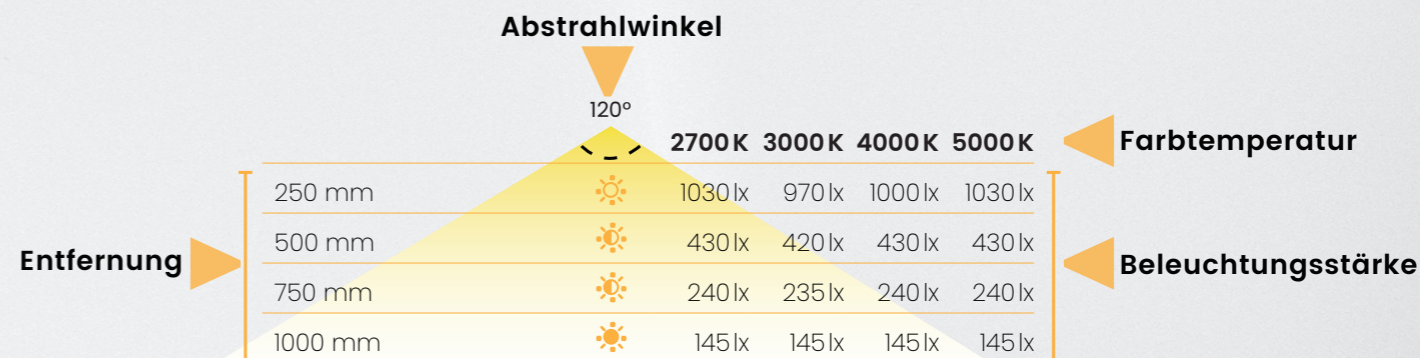 Abstrahlwinkel
120°
2700 K 3000 K 4000 K 5000 K
Farbtemperatur
250 mm 1030 lx 970 lx 1000 lx 1030 lx
500 mm 430 lx 420 lx 430 lx 430 lx
Entfernung
Beleuchtungsstärke
750 mm 240 lx 235 lx 240 lx 240 lx
1000 mm 145 lx 145 lx 145 lx 145 lx